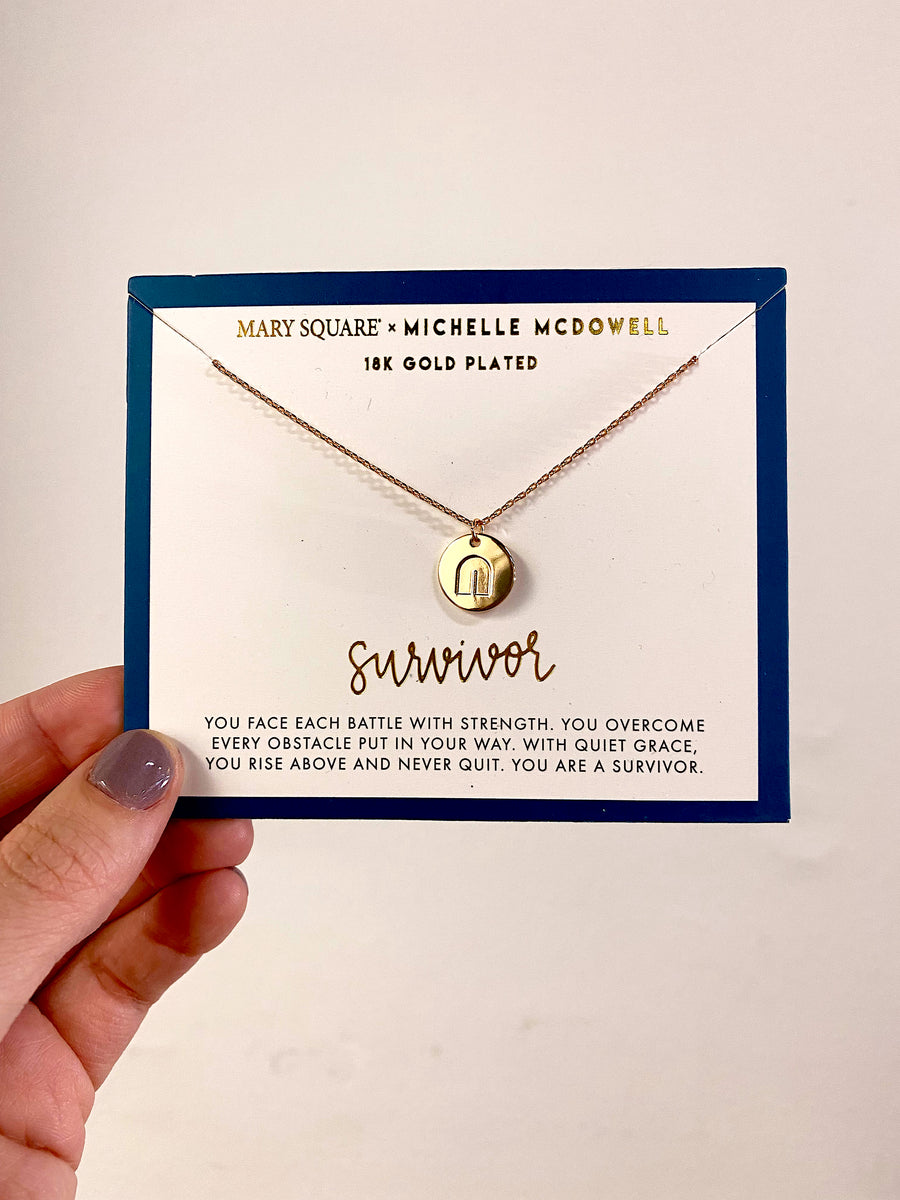 MARY SQUARE® × MICHELLE MCDOWELL
18K GOLD PLATED
survivor
YOU FACE EACH BATTLE WITH STRENGTH. YOU OVERCOME
EVERY OBSTACLE PUT IN YOUR WAY. WITH QUIET GRACE,
YOU RISE ABOVE AND NEVER QUIT. YOU ARE A SURVIVOR.